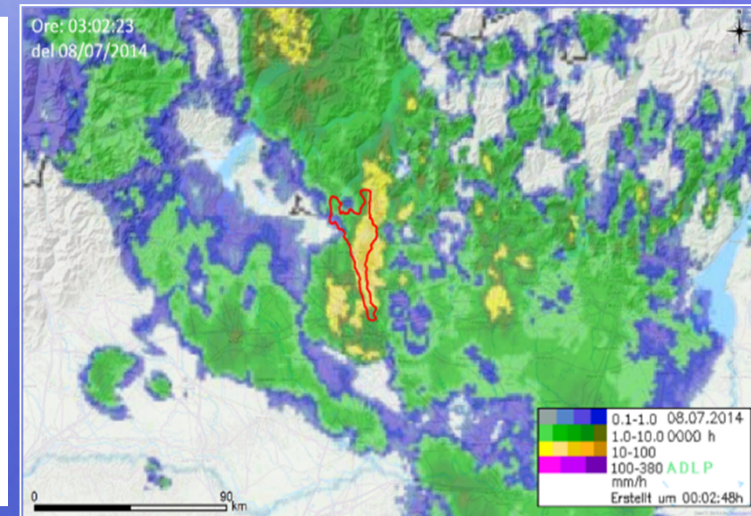 Ore: 03:02:23
del 08/07/2014
0 90
km
0.1-1.0 08.07.2014
1.0-10.0 0000 h
10-100
100-380 ADLP
mm/h
Erstellt um 00:02:48h